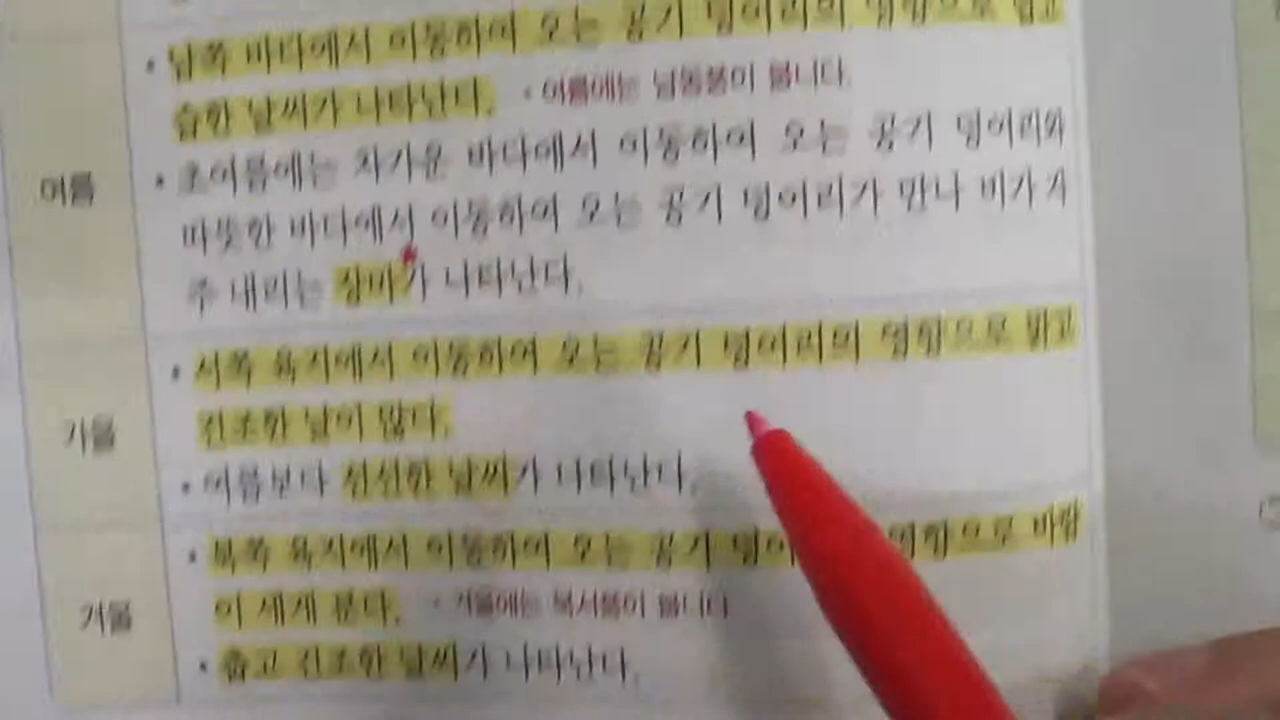 남쪽 바다에서 이동하여 오는 공기 덩어리의 영향으로 덥고
습한 날씨가 나타난다. • 여름에는 남동풍이 붑니다.
여름
• 초여름에는 차가운 바다에서 이동하여 오는 공기 덩어리와
따뜻한 바다에서 이동하여 오는 공기 덩어리가 만나 비가 자
주 내리는 장마가 나타난다.
• 서쪽 육지에서 이동하여 오는 공기 덩어리의 영향으로 맑고
가을
건조한 날이 많다.
• 여름보다 선선한 날씨가 나타난다.
• 북쪽 육지에서 이동하여 오는 공기 덩어 영향으로 바람
겨울
이 세게 분다. • 겨울에는 북서풍이 붑니다
• 춥고 건조한 날씨가 나타난다.